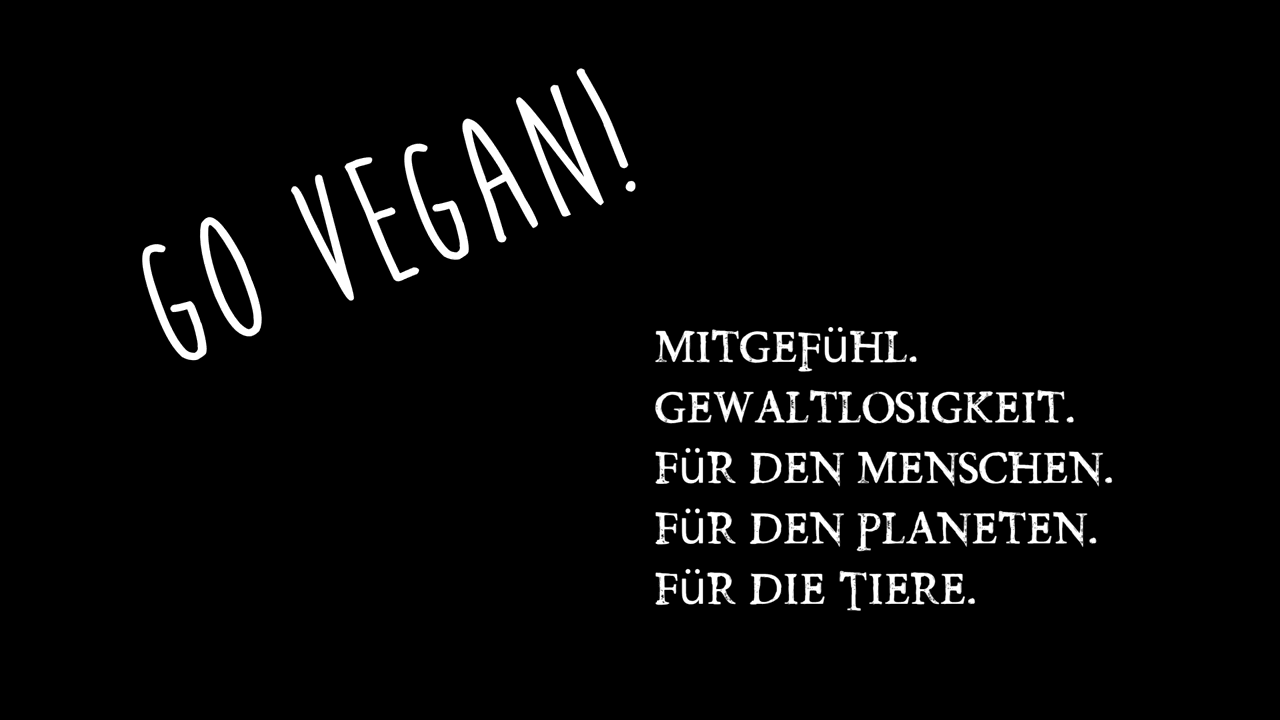 GO VEGAN!
MITGEFÜHL.
GEWALTLOSIGKEIT.
FÜR DEN MENSCHEN.
FÜR DEN PLANETEN.
FÜR DIE TIERE.